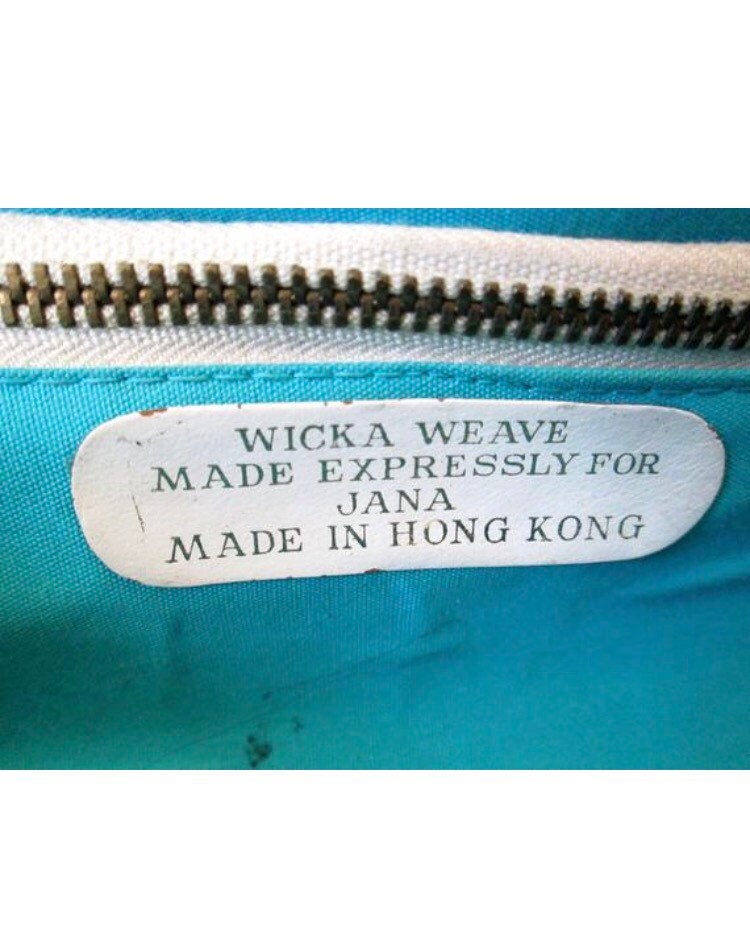 WICKA WEAVE
MADE EXPRESSLY FOR
JANA
MADE IN HONG KONG